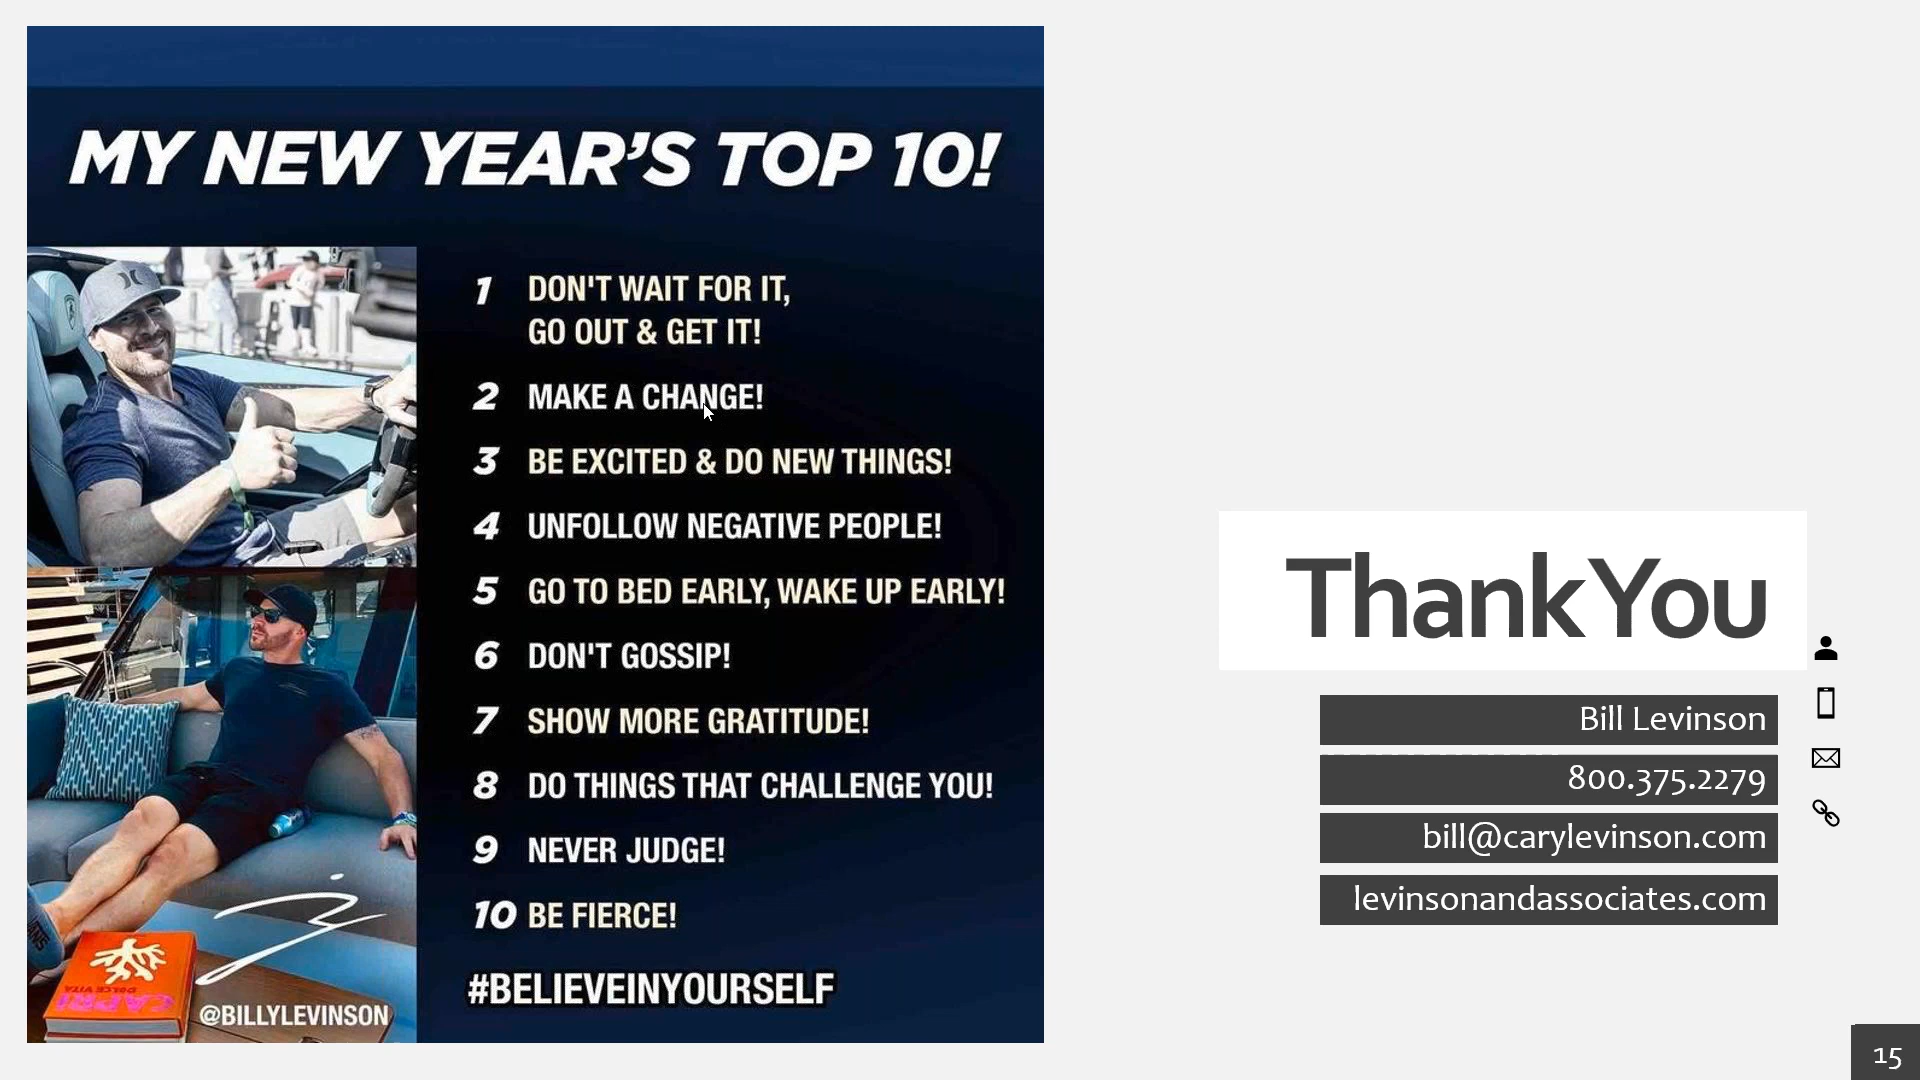 MY NEW YEAR'S TOP 10!
1 DON'T WAIT FOR IT,
GO OUT & GET IT!
2 MAKE A CHANGE!
3 BE EXCITED & DO NEW THINGS!
4 UNFOLLOW NEGATIVE PEOPLE!
5 GO TO BED EARLY, WAKE UP EARLY!
6 DON'T GOSSIP!
7 SHOW MORE GRATITUDE!
8 DO THINGS THAT CHALLENGE YOU!
9 NEVER JUDGE!
10 BE FIERCE!
#BELIEVEINYOURSELF
VANS
DOLCE VITA
CAPRI
@BILLYLEVINSON
Thank You
Bill Levinson
800.375.2279
bill@carylevinson.com
levinsonandassociates.com
15